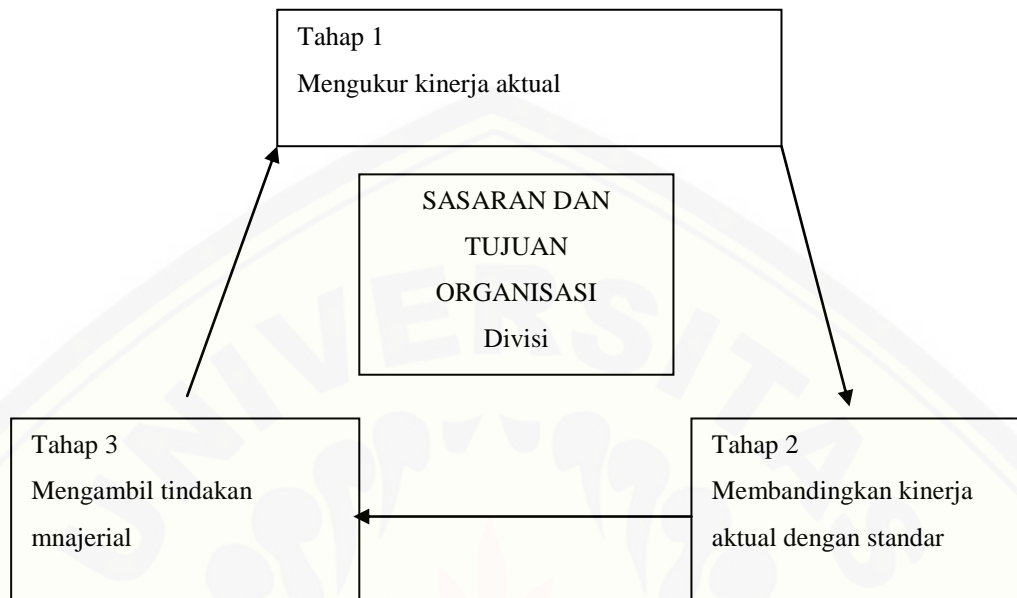 Tahap 1
Mengukur kinerja aktual
SASARAN DAN
TUJUAN
ORGANISASI
Divisi
Tahap 3
Mengambil tindakan
mnajerial
Tahap 2
Membandingkan kinerja
aktual dengan standar
UNIVERSITAS